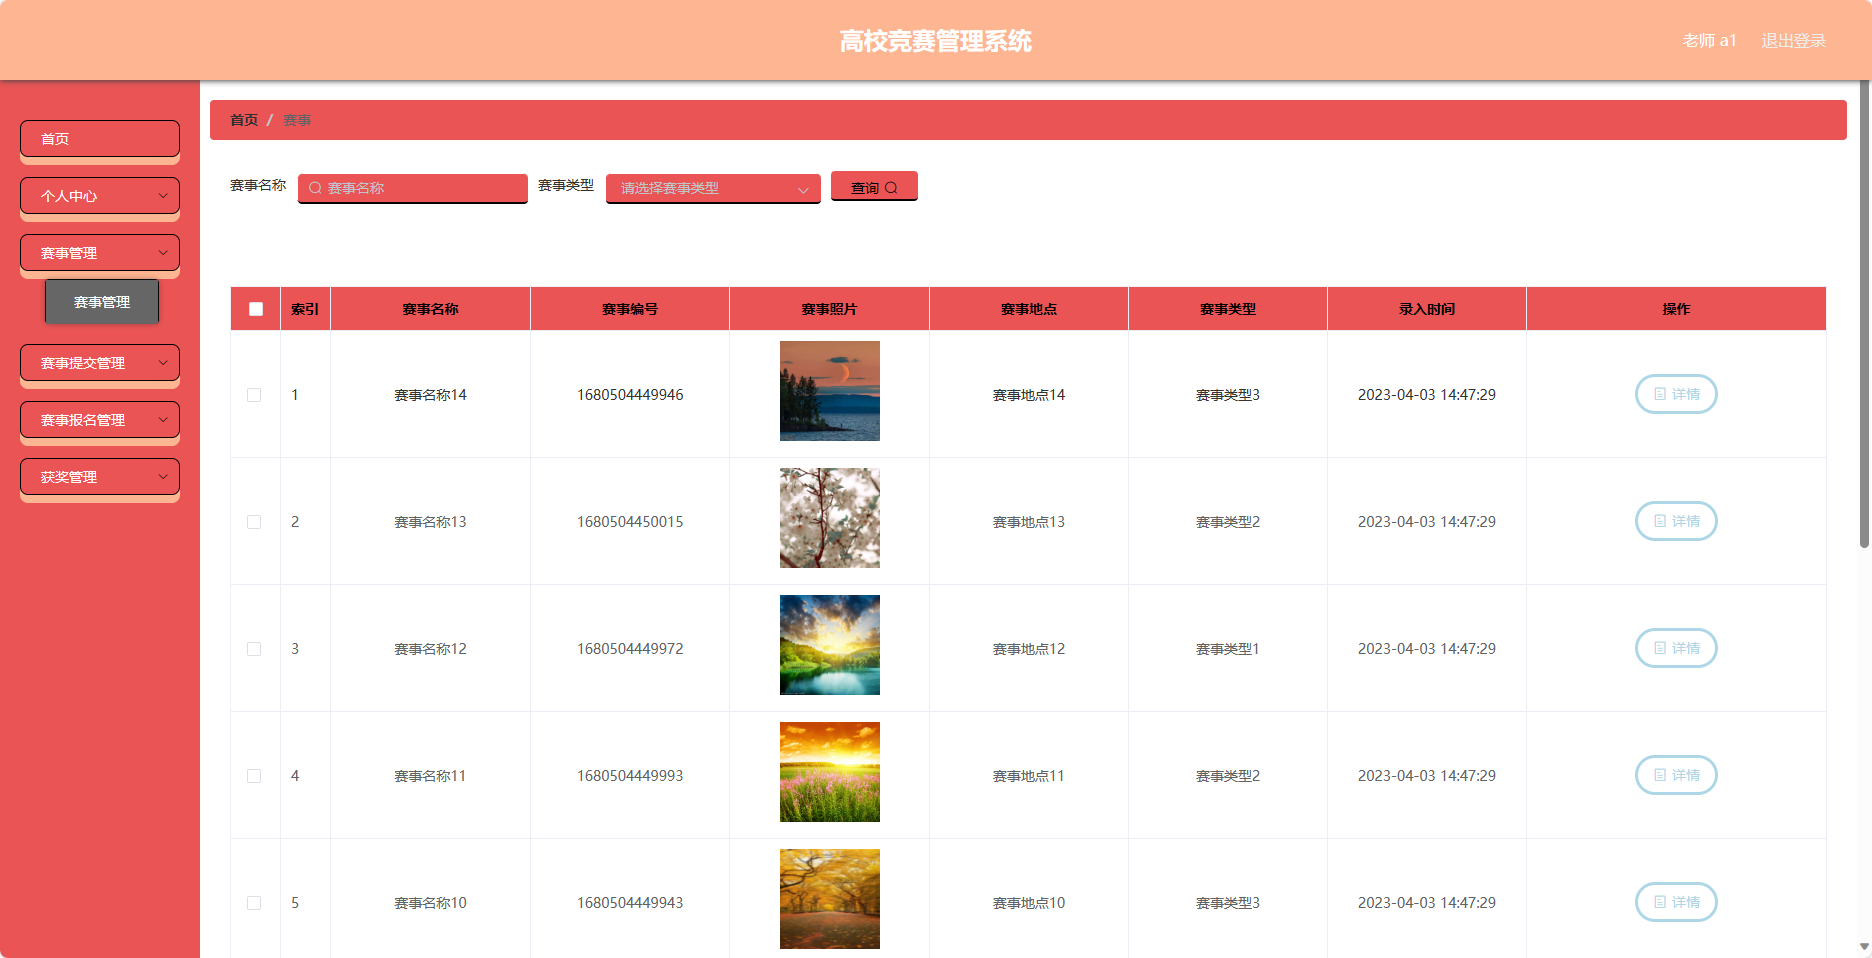 高校竞赛管理系统
老师 a1 退出登录
首页
个人中心
赛事管理
赛事管理
赛事提交管理
赛事报名管理
获奖管理
首页 / 赛事
赛事名称 赛事名称 赛事类型 请选择赛事类型 查询
索引 赛事名称 赛事编号 赛事照片 赛事地点 赛事类型 录入时间 操作
1 赛事名称14 1680504449946 赛事地点14 赛事类型3 2023-04-03 14:47:29 详情
2 赛事名称13 1680504450015 赛事地点13 赛事类型2 2023-04-03 14:47:29 详情
3 赛事名称12 1680504449972 赛事地点12 赛事类型1 2023-04-03 14:47:29 详情
4 赛事名称11 1680504449993 赛事地点11 赛事类型2 2023-04-03 14:47:29 详情
5 赛事名称10 1680504449943 赛事地点10 赛事类型3 2023-04-03 14:47:29 详情